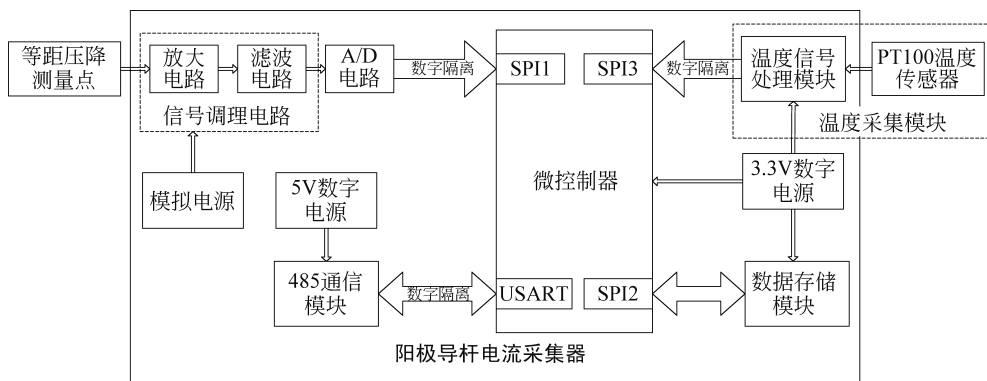 等距压降
测量点
放大
电路
滤波
电路
信号调理电路
A/D
电路
数字隔离
SPI1
SPI3
数字隔离
温度信号
处理模块
PT100温度
传感器
温度采集模块
模拟电源
5V数字
电源
微控制器
3.3V数字
电源
485通信
模块
数字隔离
USART
SPI2
数据存储
模块
阳极导杆电流采集器